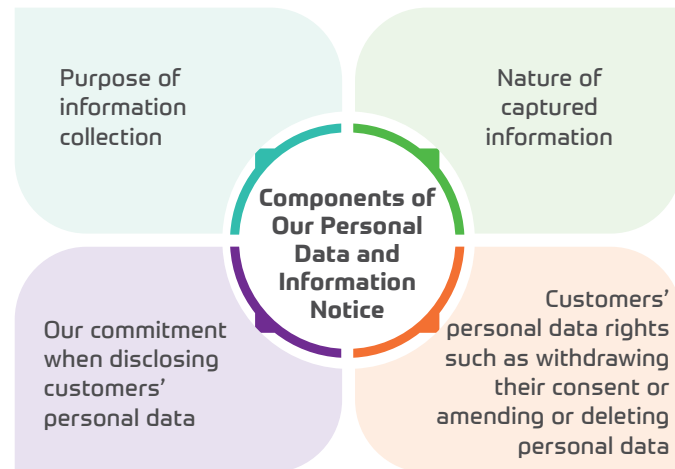 Purpose of
information
collection
Nature of
captured
information
Components of
Our Personal
Data and
Information
Notice
Our commitment
when disclosing
customers’
personal data
Customers’
personal data rights
such as withdrawing
their consent or
amending or deleting
personal data